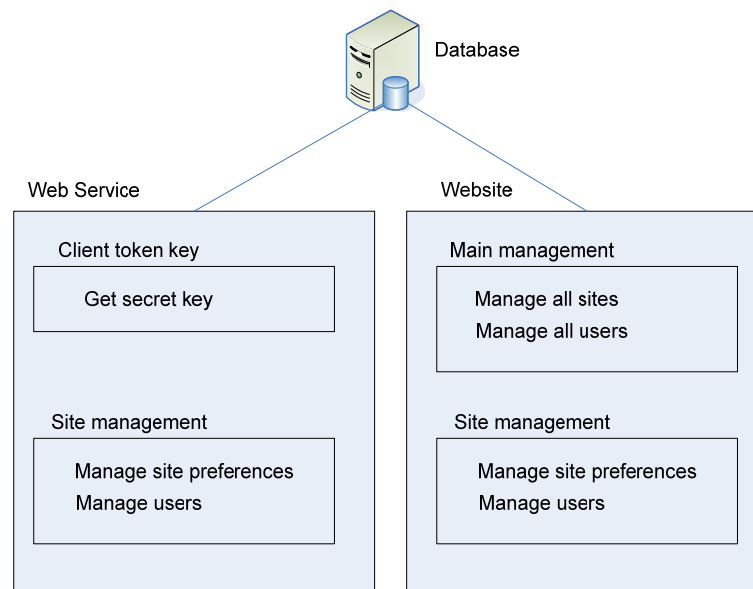 Database
Web Service
Client token key
Get secret key
Site management
Manage site preferences
Manage users
Website
Main management
Manage all sites
Manage all users
Site management
Manage site preferences
Manage users